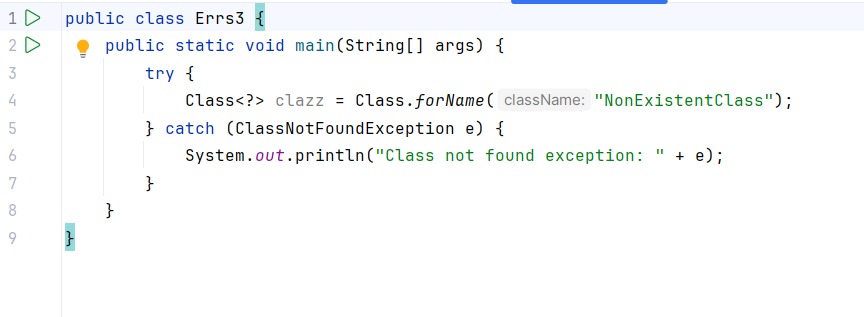 1 public class Errs3 {
2 public static void main(String[] args) {
3 try {
4 Class<?> clazz = Class.forName( className: "NonExistentClass");
5 } catch (ClassNotFoundException e) {
6 System.out.println("Class not found exception: " + e);
7 }
8 }
9 }